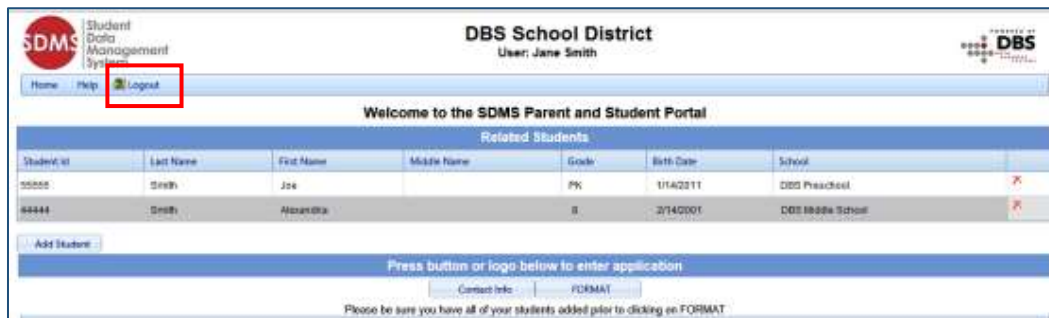 SDMS
Student
Data
Management
System
DBS School District
User: Jane Smith
DBS
Home Help Logout
Welcome to the SDMS Parent and Student Portal
Related Students
Student Id Last Name First Name Middle Name Grade Birth Date School
55555 Smith Joe PK 1/14/2011 DBS Preschool
44444 Smith Alexandria 8 2/14/2001 DBS Middle School
Add Student
Press button or logo below to enter application
Contact Info FORMAT
Please be sure you have all of your students added prior to clicking on FORMAT